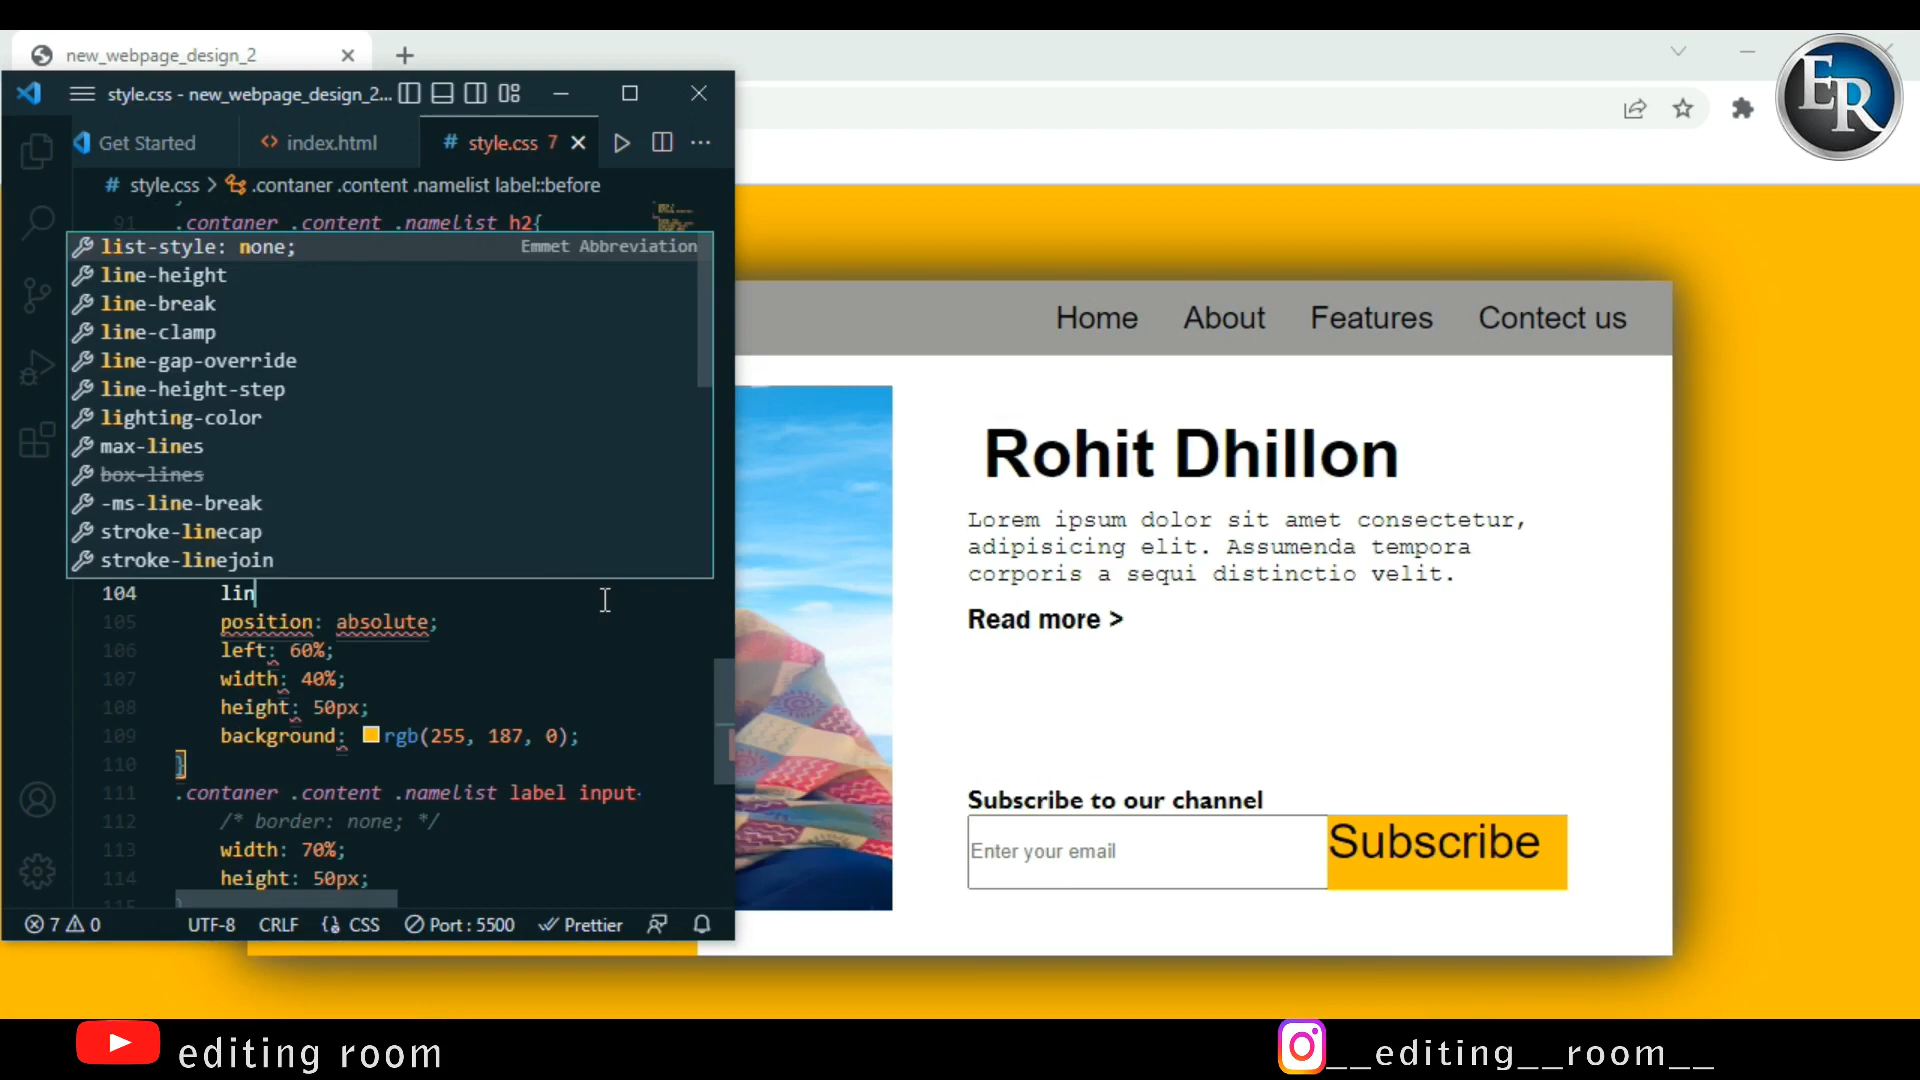 new_webpage_design_2
ER
style.css - new_webpage_design_2...
Get Started
index.html
# style.css 7
# style.css > .contaner .content .namelist label::before
91 .contaner .content .namelist h2{
list-style: none; Emmet Abbreviation
line-height
line-break
line-clamp
line-gap-override
line-height-step
lighting-color
max-lines
box-lines
-ms-line-break
stroke-linecap
stroke-linejoin
104 lin
105 position: absolute;
106 left: 60%;
107 width: 40%;
108 height: 50px;
109 background: rgb(255, 187, 0);
110 }
111 .contaner .content .namelist label input
112 /* border: none; */
113 width: 70%;
114 height: 50px;
7 0 UTF-8 CRLF {} CSS Port : 5500 Prettier
Home About Features Contect us
Rohit Dhillon
Lorem ipsum dolor sit amet consectetur,
adipisicing elit. Assumenda tempora
corporis a sequi distinctio velit.
Read more >
Subscribe to our channel
Enter your email
Subscribe
editing room
__editing__room__